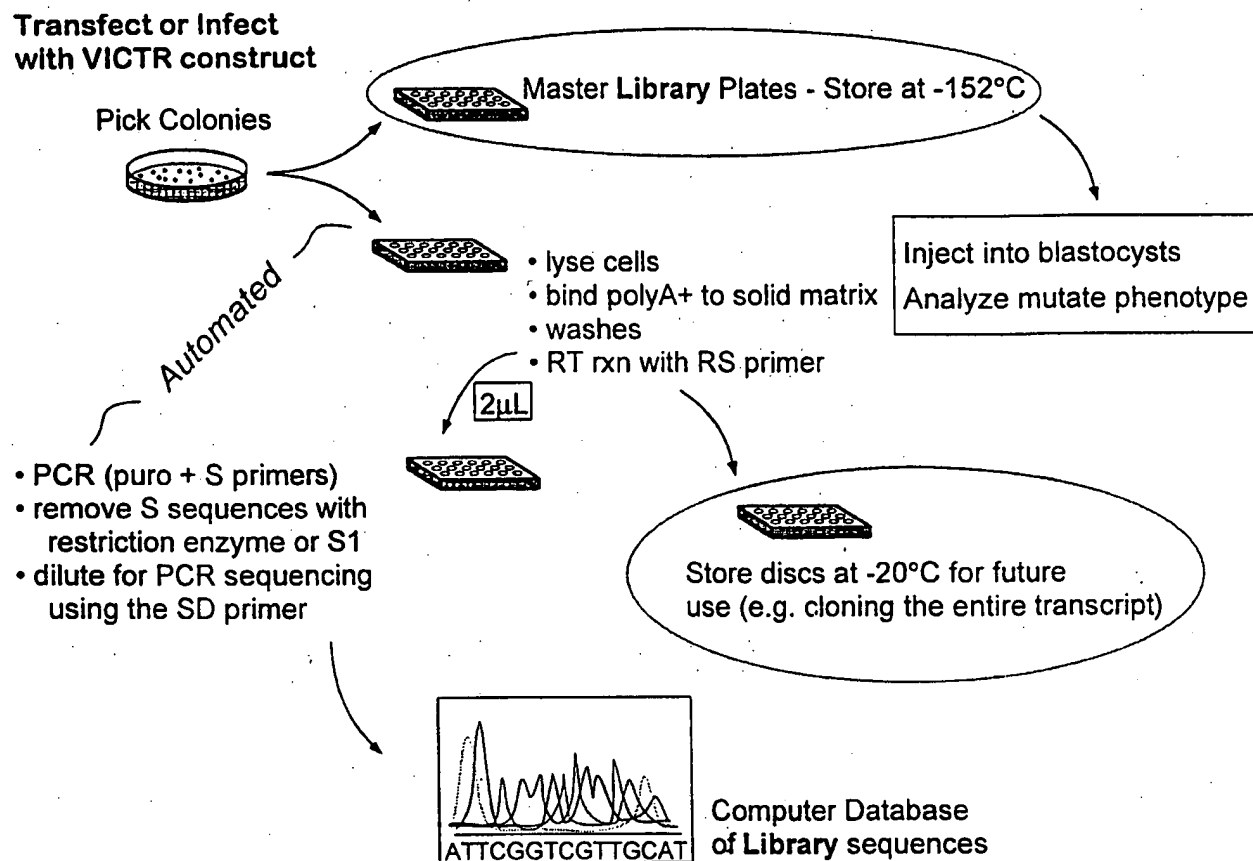 Transfect or Infect
with VICTR construct
Pick Colonies
Master Library Plates - Store at -152°C
Inject into blastocysts
Analyze mutate phenotype
Automated
• lyse cells
• bind polyA+ to solid matrix
• washes
• RT rxn with RS primer
2µL
• PCR (puro + S primers)
• remove S sequences with
restriction enzyme or S1
• dilute for PCR sequencing
using the SD primer
Store discs at -20°C for future
use (e.g. cloning the entire transcript)
ATTCGGTCGTTGCAT
Computer Database
of Library sequences